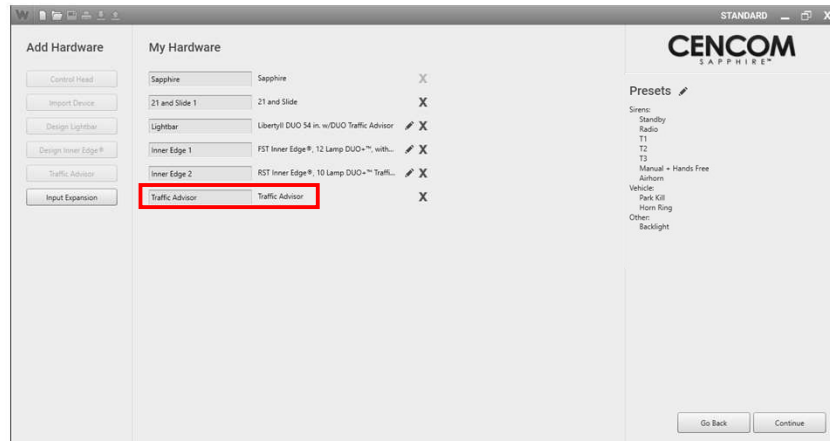 W
STANDARD
X
Add Hardware
Control Head
Import Device
Design Lightbar
Design Inner Edge®
Traffic Advisor
Input Expansion
My Hardware
Sapphire Sapphire X
21 and Slide 1 21 and Slide X
Lightbar LibertyII DUO 54 in. w/DUO Traffic Advisor X
Inner Edge 1 FST Inner Edge®, 12 Lamp DUO+™, with... X
Inner Edge 2 RST Inner Edge®, 10 Lamp DUO+™ Traffi... X
Traffic Advisor Traffic Advisor X
CENCOM
SAPPHIRE™
Presets
Sirens:
Standby
Radio
T1
T2
T3
Manual + Hands Free
Airhorn
Vehicle:
Park Kill
Horn Ring
Other:
Backlight
Go Back Continue